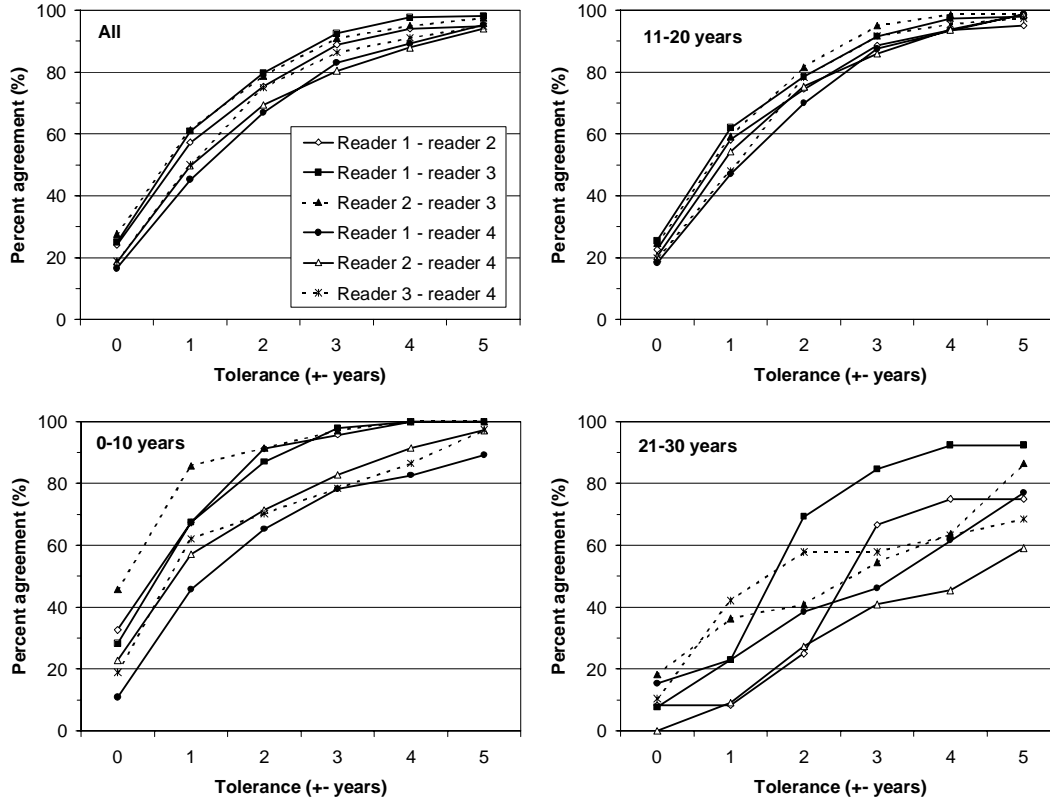 All
Percent agreement (%)
100
80
60
40
20
0
0 1 2 3 4 5
Tolerance (+- years)
Reader 1 - reader 2
Reader 1 - reader 3
Reader 2 - reader 3
Reader 1 - reader 4
Reader 2 - reader 4
Reader 3 - reader 4
11-20 years
Percent agreement (%)
100
80
60
40
20
0
0 1 2 3 4 5
Tolerance (+- years)
0-10 years
Percent agreement (%)
100
80
60
40
20
0
0 1 2 3 4 5
Tolerance (+- years)
21-30 years
Percent agreement (%)
100
80
60
40
20
0
0 1 2 3 4 5
Tolerance (+- years)